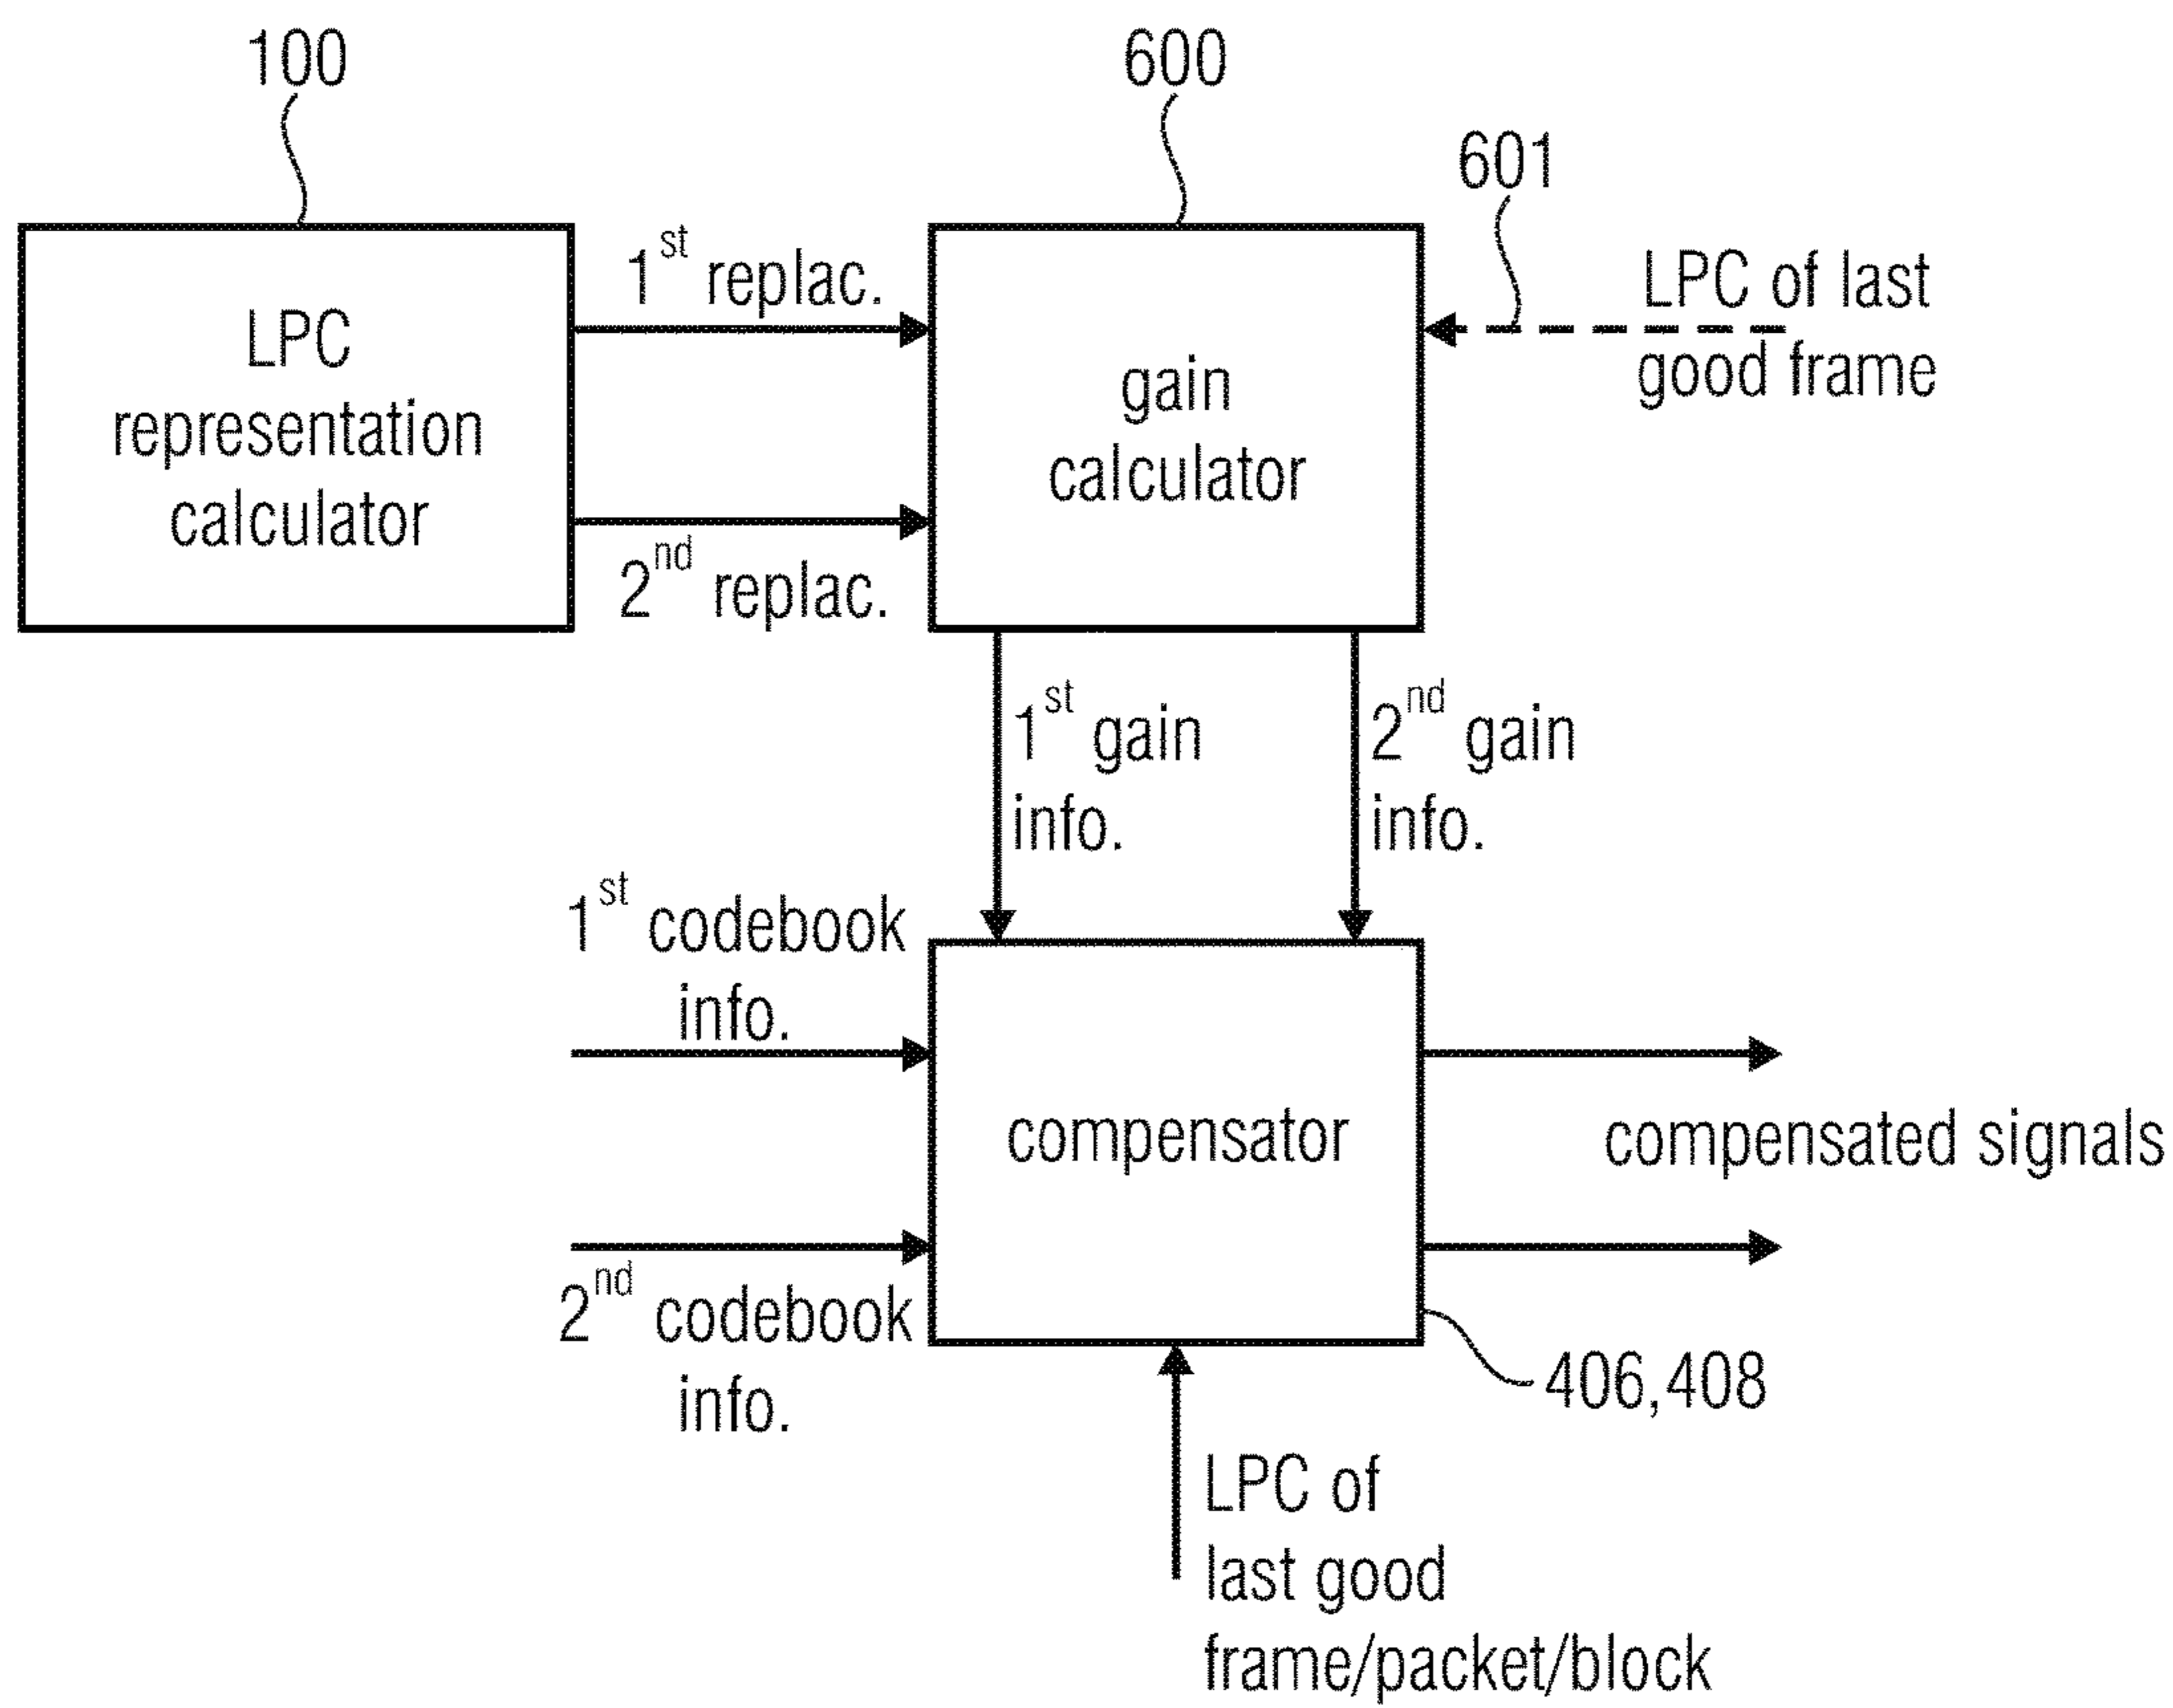 100
600
601
1st replac.
LPC
representation
calculator
2nd replac.
gain
calculator
LPC of last
good frame
1st gain
info.
2nd gain
info.
1st codebook
info.
2nd codebook
info.
compensator
compensated signals
406,408
LPC of
last good
frame/packet/block